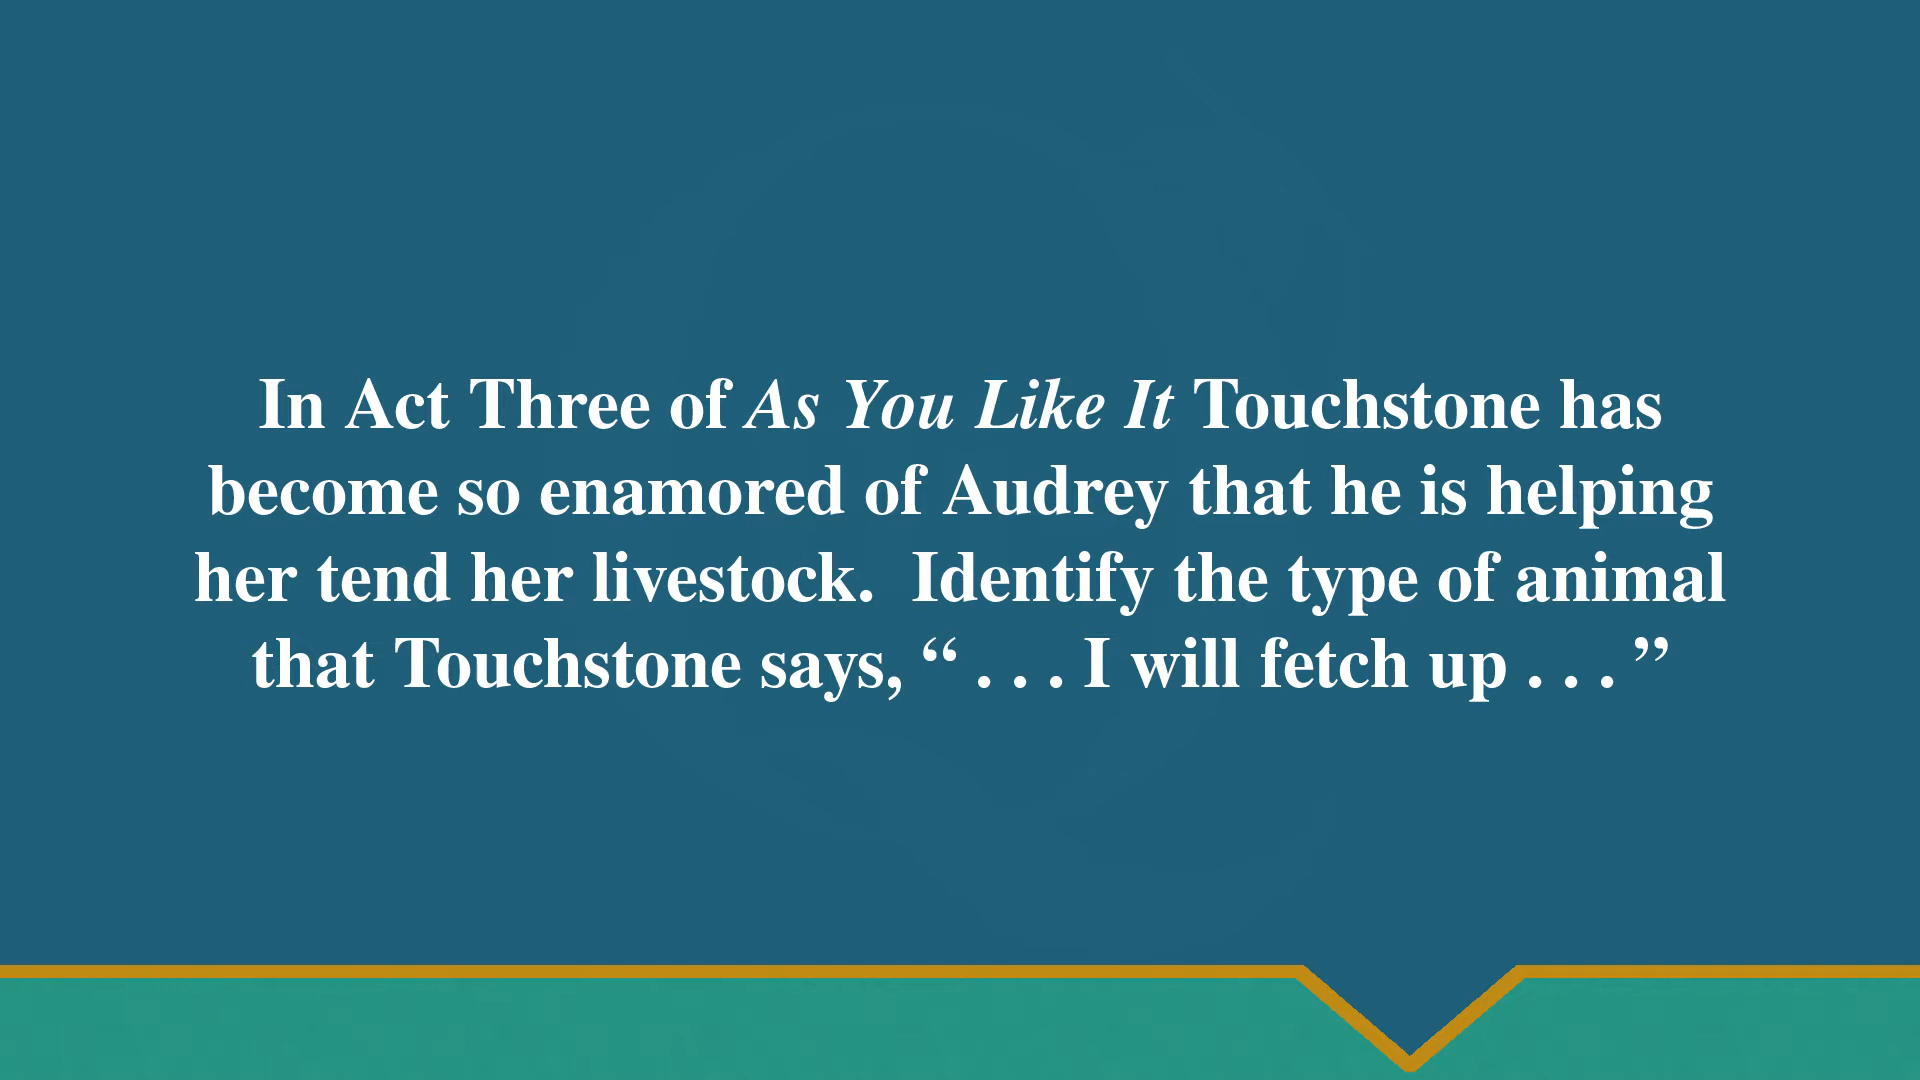 In Act Three of As You Like It Touchstone has
become so enamored of Audrey that he is helping
her tend her livestock.  Identify the type of animal
that Touchstone says, “ . . . I will fetch up . . . ”